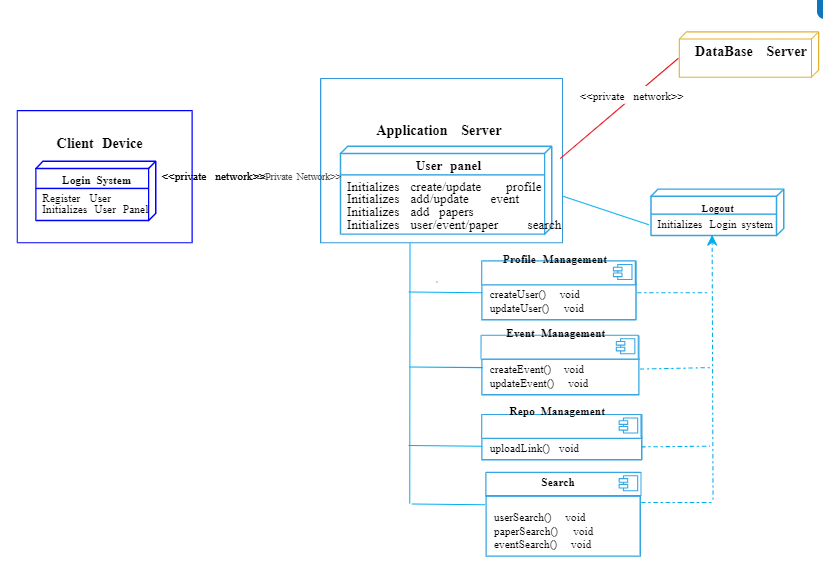 DataBase Server
<<private network>>
Application Server
Client Device
User panel
Login System
<<private network>>
<<Private Network>>
Initializes create/update profile
Initializes add/update event
Initializes add papers
Initializes user/event/paper search
Register User
Initializes User Panel
Logout
Initializes Login system
Profile Management
createUser() void
updateUser() void
Event Management
createEvent() void
updateEvent() void
Repo Management
uploadLink() void
Search
userSearch() void
paperSearch() void
eventSearch() void